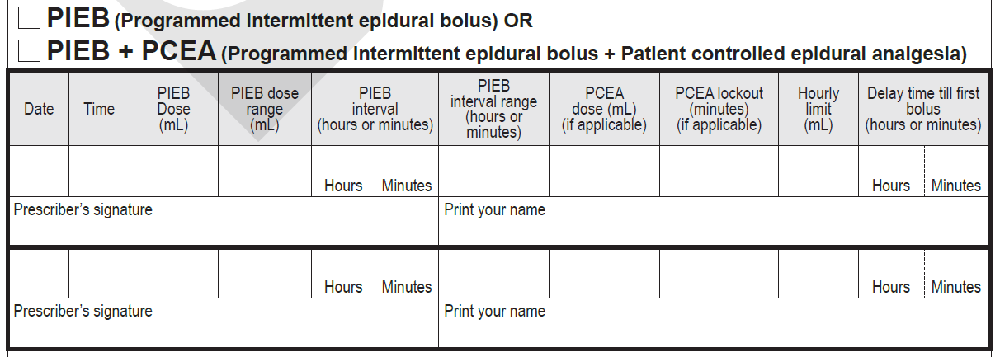 PIEB (Programmed intermittent epidural bolus) OR
PIEB + PCEA (Programmed intermittent epidural bolus + Patient controlled epidural analgesia)
Date
Time
PIEB
Dose
(mL)
PIEB dose
range
(mL)
PIEB
interval
(hours or minutes)
PIEB
interval range
(hours or
minutes)
PCEA
dose (mL)
(if applicable)
PCEA lockout
(minutes)
(if applicable)
Hourly
limit
(mL)
Delay time till first
bolus
(hours or minutes)
Hours Minutes Hours Minutes
Prescriber’s signature Print your name
Hours Minutes Hours Minutes
Prescriber’s signature Print your name